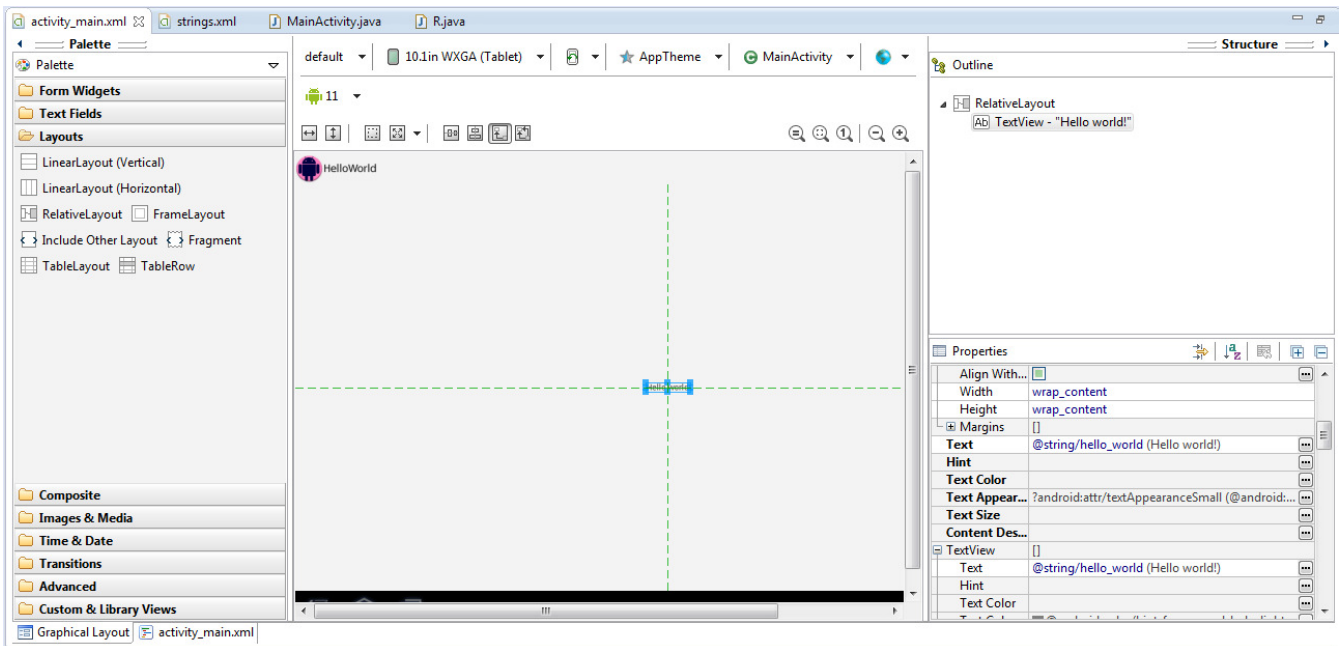 activity_main.xml strings.xml MainActivity.java R.java
Palette
Palette
Form Widgets
Text Fields
Layouts
LinearLayout (Vertical)
LinearLayout (Horizontal)
RelativeLayout FrameLayout
Include Other Layout Fragment
TableLayout TableRow
Composite
Images & Media
Time & Date
Transitions
Advanced
Custom & Library Views
Graphical Layout activity_main.xml
default 10.1in WXGA (Tablet) AppTheme MainActivity
11
HelloWorld
Hello world!
Structure
Outline
RelativeLayout
Ab TextView - "Hello world!"
Properties
Align With...
Width wrap_content
Height wrap_content
Margins []
Text @string/hello_world (Hello world!)
Hint
Text Color
Text Appear... ?android:attr/textAppearanceSmall (@android:...
Text Size
Content Des...
TextView []
Text @string/hello_world (Hello world!)
Hint
Text Color